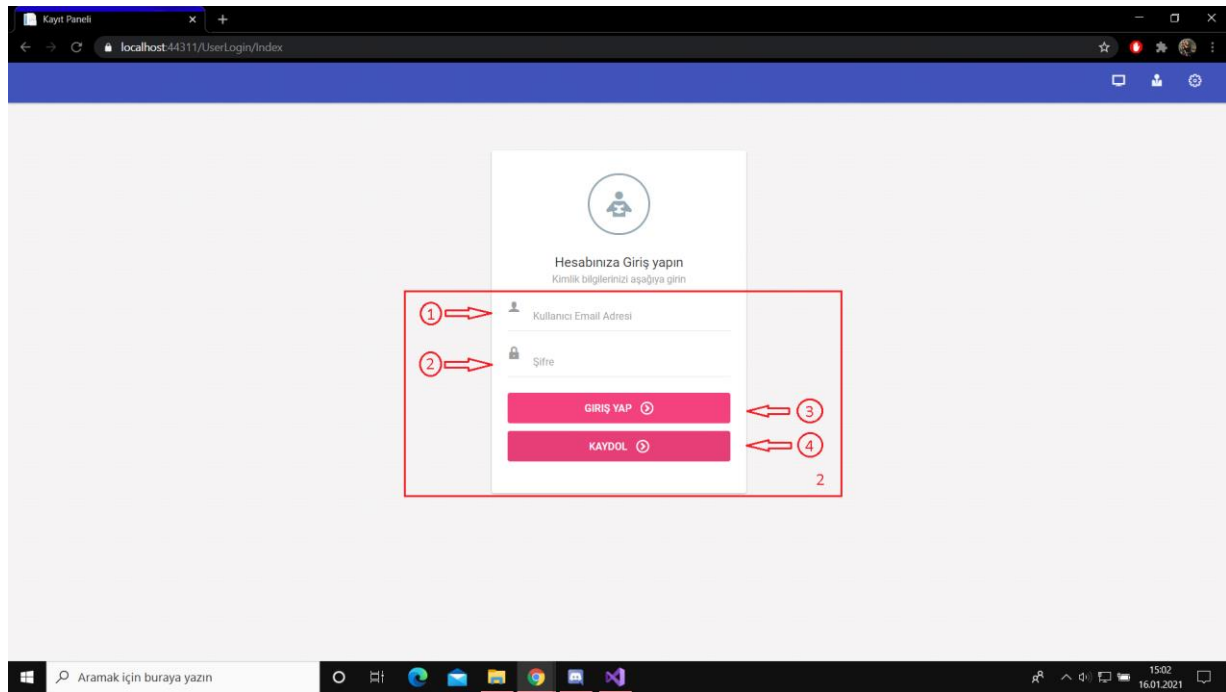 Kayıt Paneli
localhost:44311/UserLogin/Index
Hesabınıza Giriş yapın
Kimlik bilgilerinizi aşağıya girin
1
Kullanıcı Email Adresi
2
Şifre
GIRIŞ YAP
3
KAYDOL
4
2
Aramak için buraya yazın
15:02
16.01.2021